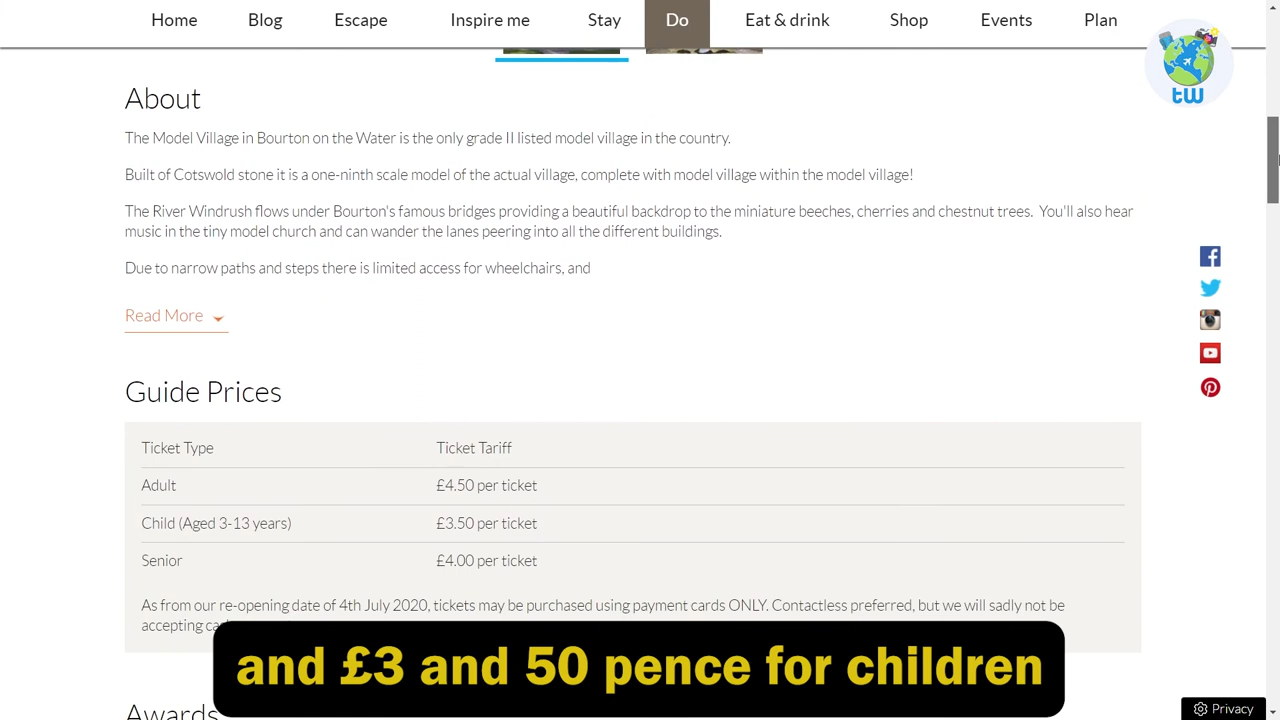 Home Blog Escape Inspire me Stay Do Eat & drink Shop Events Plan
tw
About
The Model Village in Bourton on the Water is the only grade II listed model village in the country.
Built of Cotswold stone it is a one-ninth scale model of the actual village, complete with model village within the model village!
The River Windrush flows under Bourton's famous bridges providing a beautiful backdrop to the miniature beeches, cherries and chestnut trees. You'll also hear
music in the tiny model church and can wander the lanes peering into all the different buildings.
Due to narrow paths and steps there is limited access for wheelchairs, and
Read More
Guide Prices
Ticket Type Ticket Tariff
Adult £4.50 per ticket
Child (Aged 3-13 years) £3.50 per ticket
Senior £4.00 per ticket
As from our re-opening date of 4th July 2020, tickets may be purchased using payment cards ONLY. Contactless preferred, but we will sadly not be
accepting
and £3 and 50 pence for children
Awards
Privacy